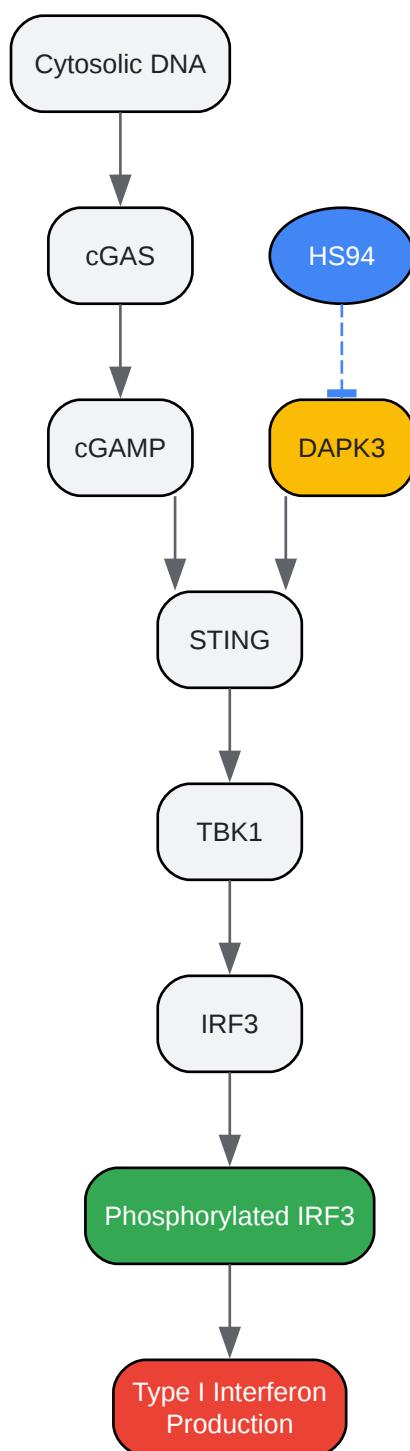 Cytosolic DNA
cGAS
HS94
cGAMP
DAPK3
STING
TBK1
IRF3
Phosphorylated IRF3
Type I Interferon
Production